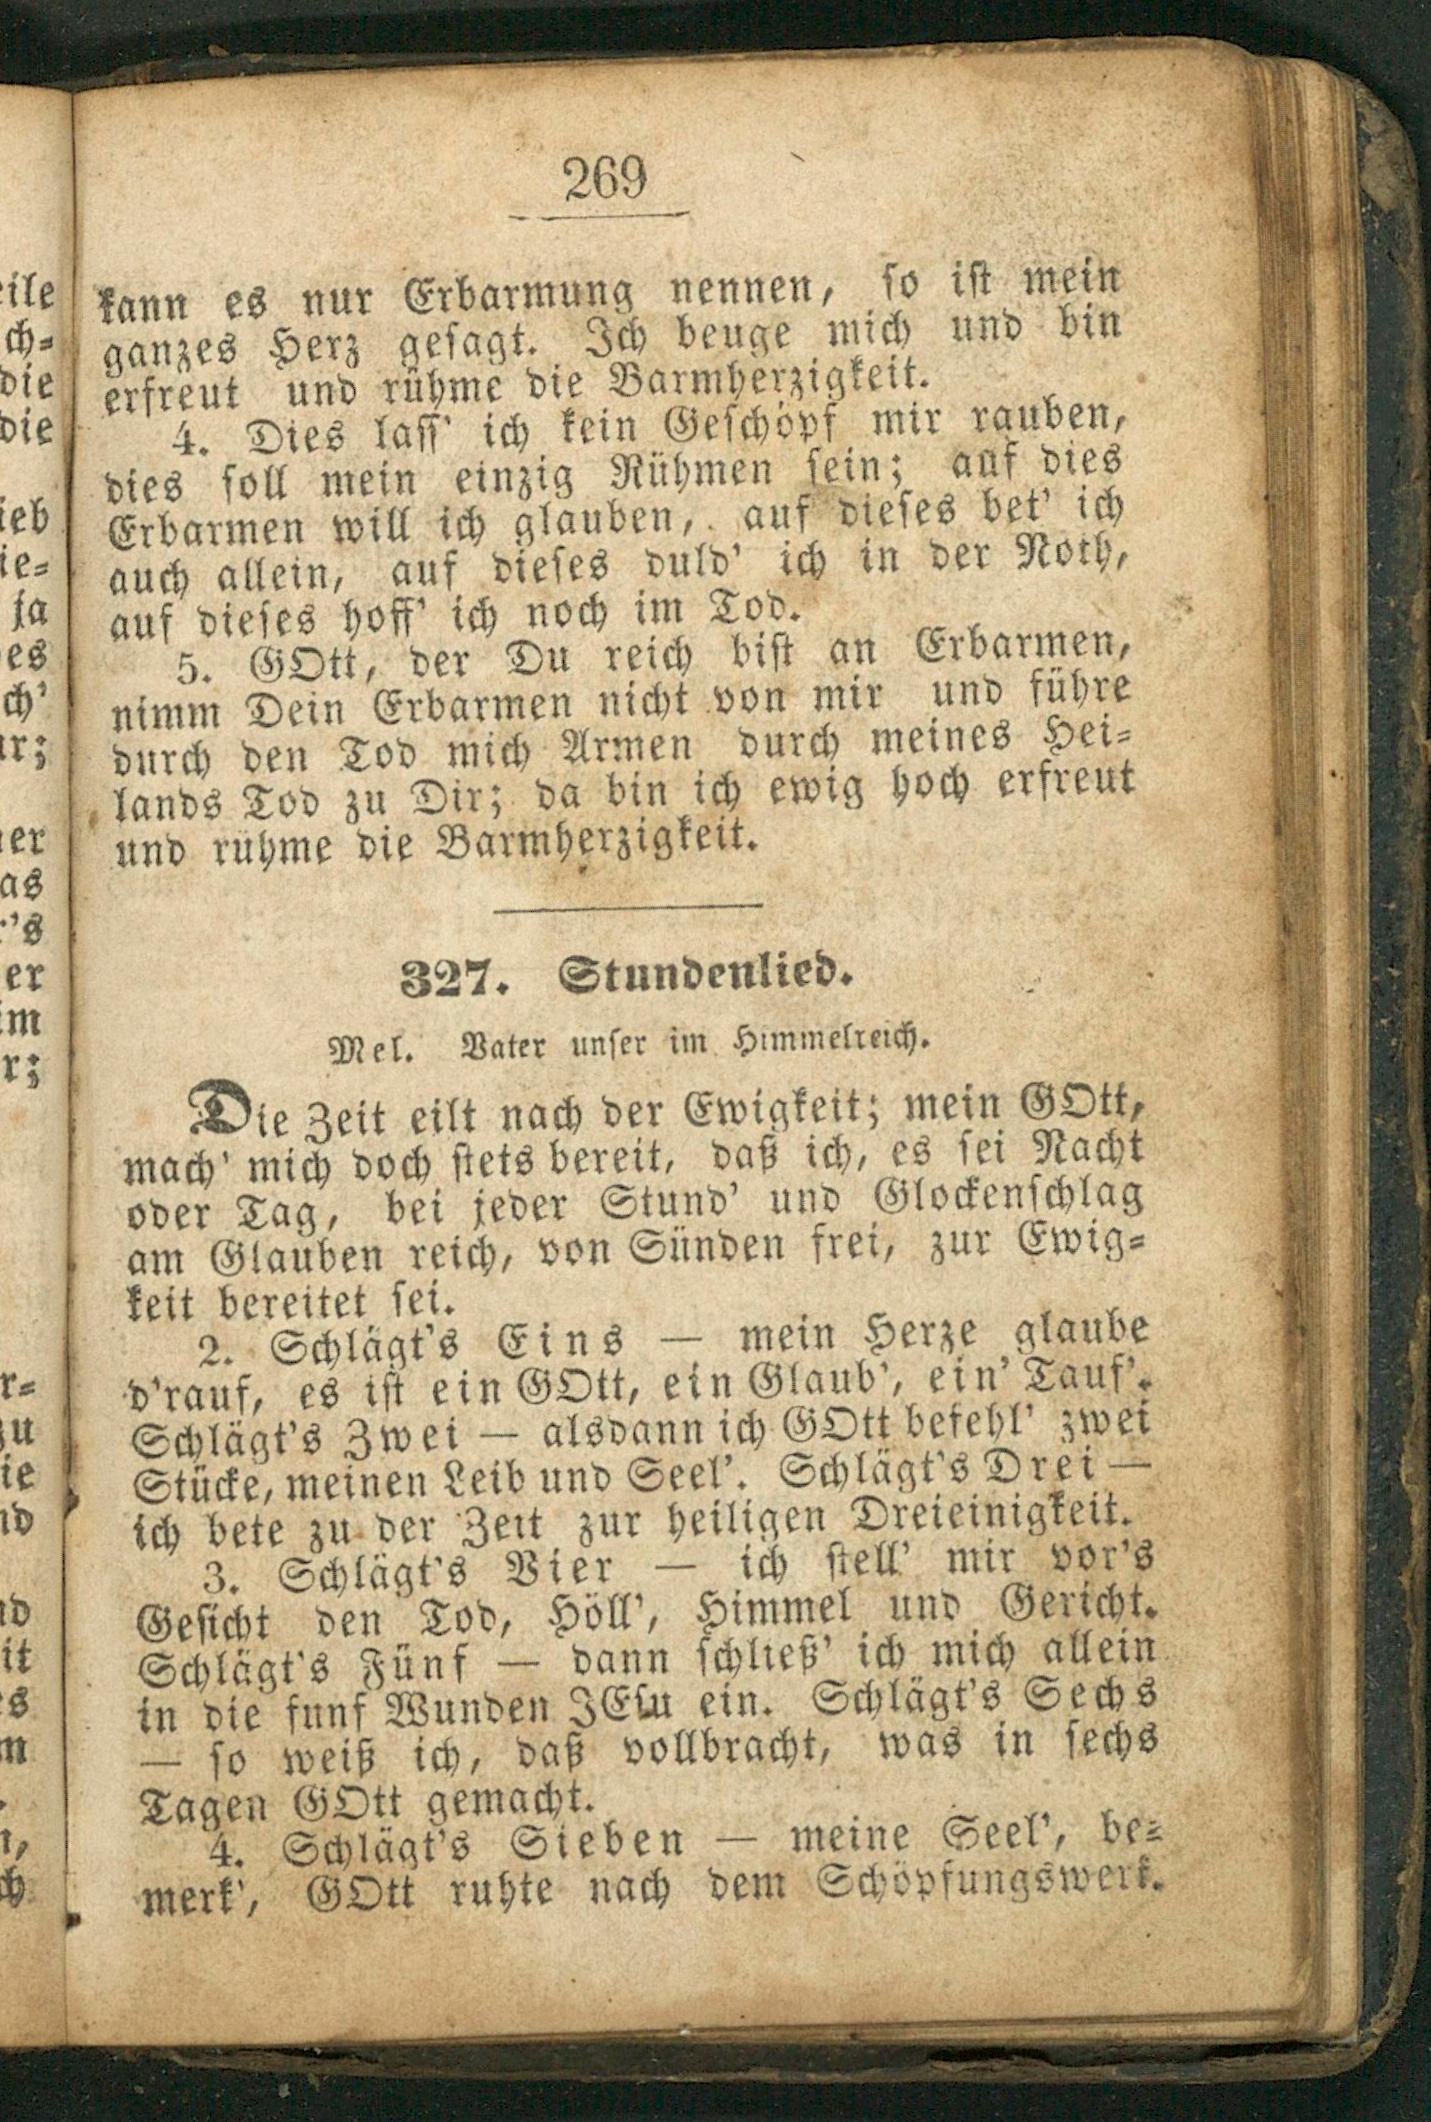 269
kann es nur Erbarmung nennen, so ist mein
ganzes Herz gesagt. Ich beuge mich und bin
erfreut und rühme die Barmherzigkeit.
4. Dies lass' ich kein Geschöpf mir rauben,
dies soll mein einzig Rühmen sein; auf dies
Erbarmen will ich glauben, auf dieses bet' ich
auch allein, auf dieses duld' ich in der Noth,
auf dieses hoff' ich noch im Tod.
5. GOtt, der Du reich bist an Erbarmen,
nimm Dein Erbarmen nicht von mir und führe
durch den Tod mich Armen durch meines Hei-
lands Tod zu Dir; da bin ich ewig hoch erfreut
und rühme die Barmherzigkeit.
327. Stundenlied.
Mel. Vater unser im Himmelreich.
Die Zeit eilt nach der Ewigkeit; mein GOtt,
mach' mich doch stets bereit, daß ich, es sei Nacht
oder Tag, bei jeder Stund' und Glockenschlag
am Glauben reich, von Sünden frei, zur Ewig-
keit bereitet sei.
2. Schlägt's Eins — mein Herze glaube
d'rauf, es ist ein GOtt, ein Glaub', ein' Tauf'.
Schlägt's Zwei — alsdann ich GOtt befehl' zwei
Stücke, meinen Leib und Seel'. Schlägt's Drei —
ich bete zu der Zeit zur heiligen Dreieinigkeit.
3. Schlägt's Vier — ich stell' mir vor's
Gesicht den Tod, Höll', Himmel und Gericht.
Schlägt's Fünf — dann schließ' ich mich allein
in die fünf Wunden JEsu ein. Schlägt's Sechs
— so weiß ich, daß vollbracht, was in sechs
Tagen GOtt gemacht.
4. Schlägt's Sieben — meine Seel', be-
merk', GOtt ruhte nach dem Schöpfungswerk.